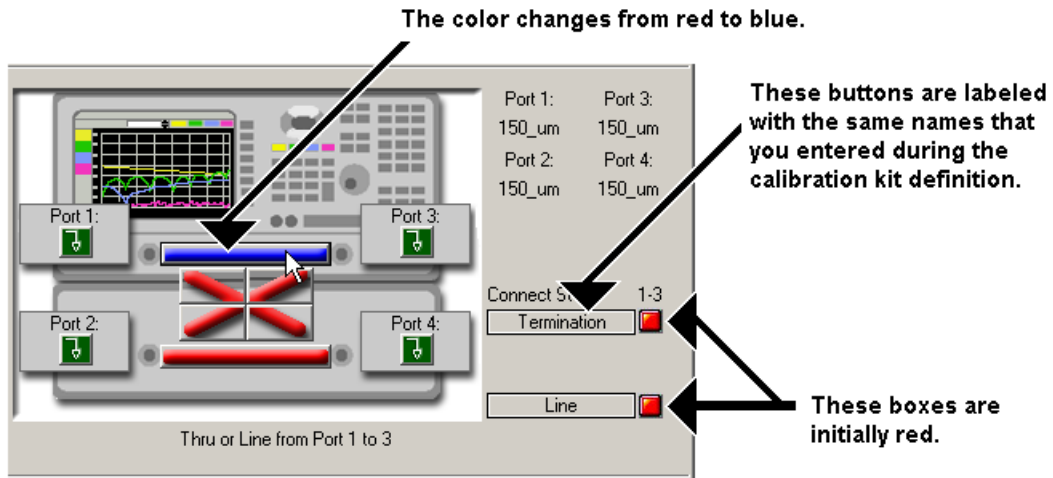 The color changes from red to blue.
Port 1: Port 3:
150_um 150_um
Port 2: Port 4:
150_um 150_um
These buttons are labeled
with the same names that
you entered during the
calibration kit definition.
Port 1:
Port 3:
Port 2:
Port 4:
Connect 1-3
Termination
Line
These boxes are
initially red.
Thru or Line from Port 1 to 3